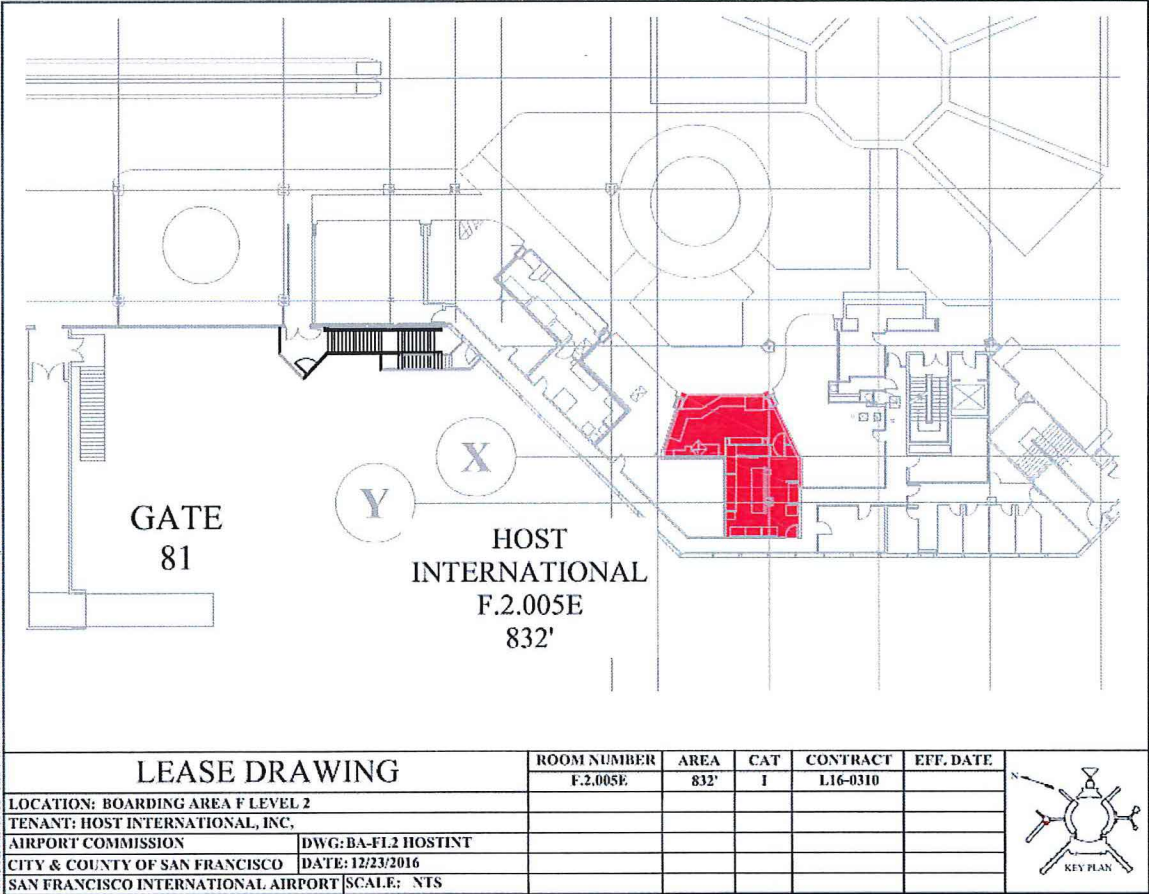 X
Y
GATE
81
HOST
INTERNATIONAL
F.2.005E
832'
LEASE DRAWING
ROOM NUMBER AREA CAT CONTRACT EFF. DATE
F.2.005E 832' I L16-0310
LOCATION: BOARDING AREA F LEVEL 2
TENANT: HOST INTERNATIONAL, INC,
AIRPORT COMMISSION DWG: BA-F1.2 HOSTINT
CITY & COUNTY OF SAN FRANCISCO DATE: 12/23/2016
SAN FRANCISCO INTERNATIONAL AIRPORT SCALE: NTS
N
KEY PLAN